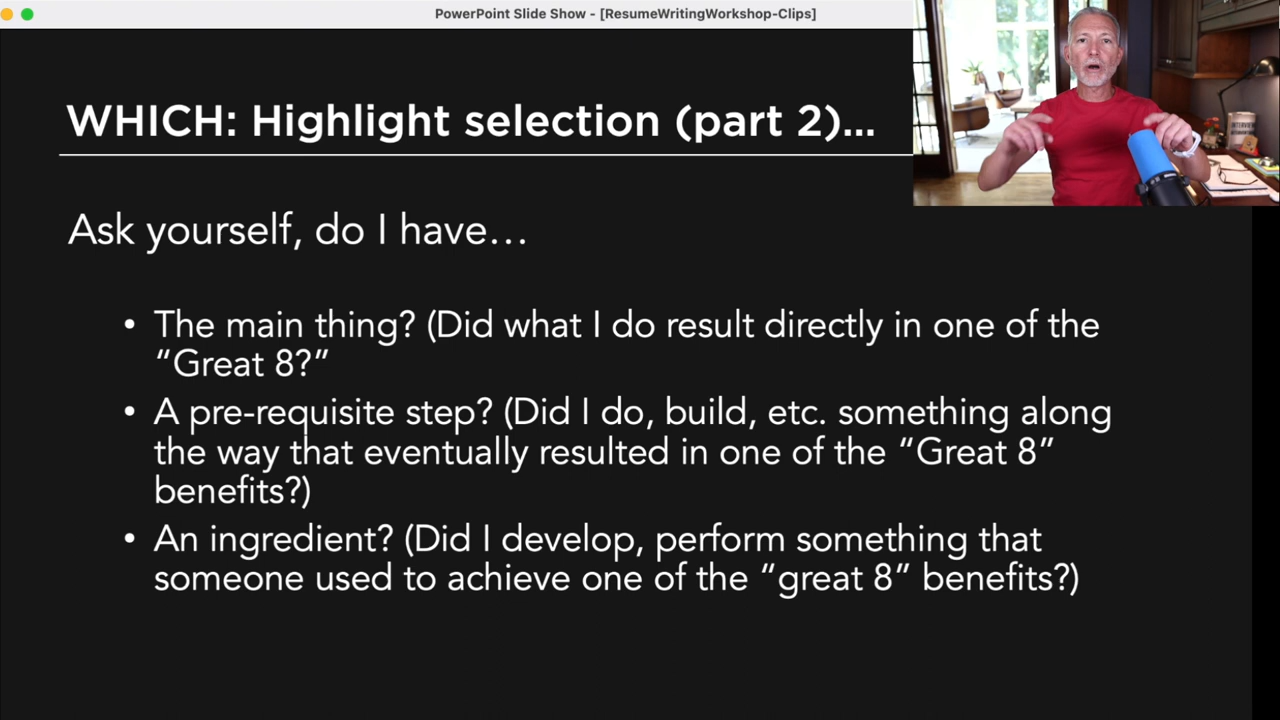 PowerPoint Slide Show - [ResumeWritingWorkshop-Clips]
WHICH: Highlight selection (part 2)...
Ask yourself, do I have...
• The main thing? (Did what I do result directly in one of the
“Great 8?”
• A pre-requisite step? (Did I do, build, etc. something along
the way that eventually resulted in one of the “Great 8”
benefits?)
• An ingredient? (Did I develop, perform something that
someone used to achieve one of the “great 8” benefits?)